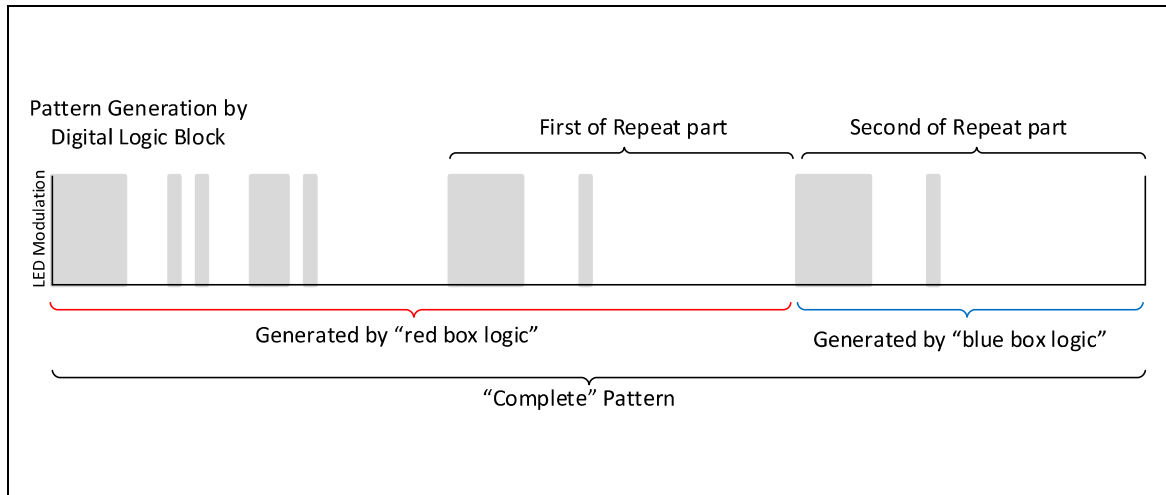 Pattern Generation by
Digital Logic Block
First of Repeat part
Second of Repeat part
LED Modulation
Generated by “red box logic”
Generated by “blue box logic”
“Complete” Pattern